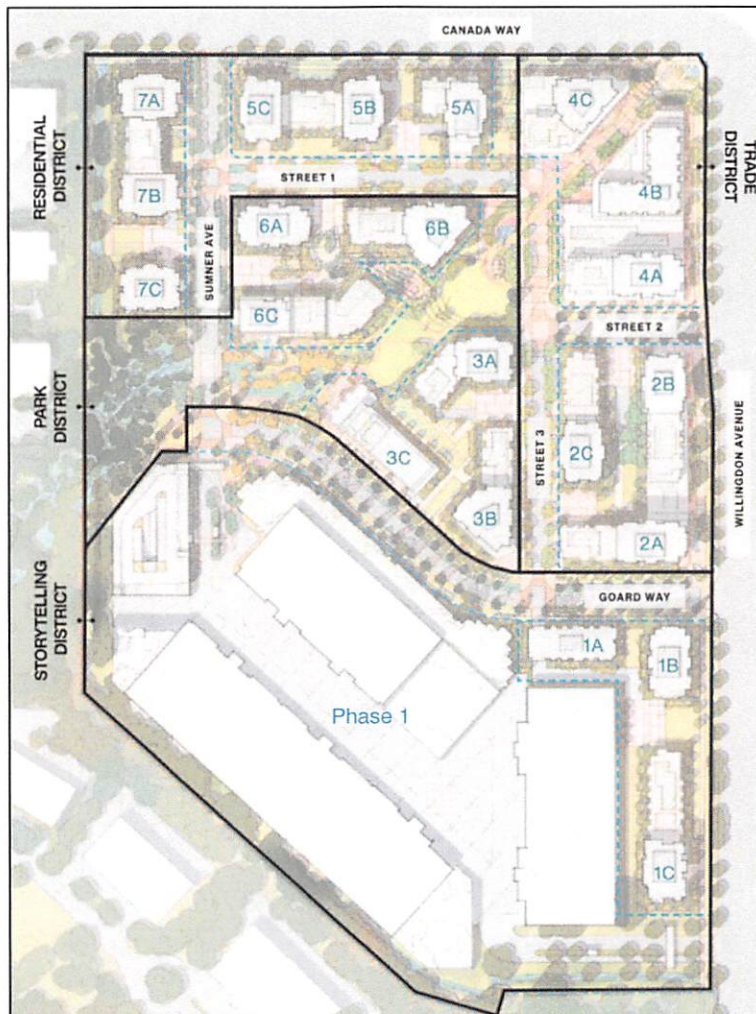 CANADA WAY
7A
5C
5B
5A
4C
RESIDENTIAL
DISTRICT
TRADE
DISTRICT
STREET 1
7B
4B
6A
6B
SUMNER AVE
7C
4A
6C
STREET 2
3A
2B
PARK
DISTRICT
WILLINGDON AVENUE
3C
STREET 3
2C
3B
2A
GOARD WAY
STORYTELLING
DISTRICT
1A
1B
Phase 1
1C